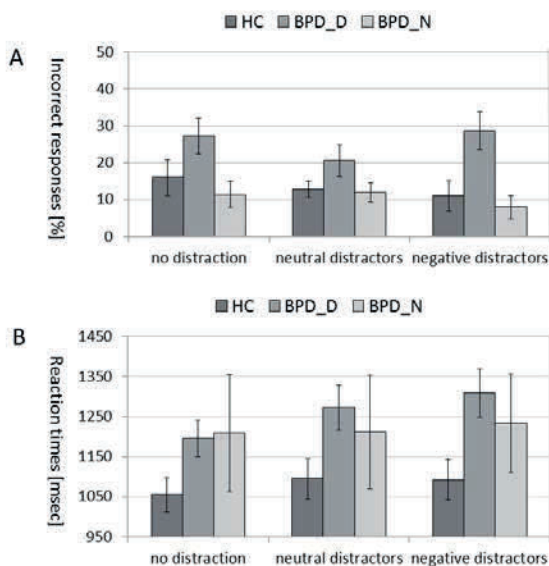 ■ HC ■ BPD_D ■ BPD_N
A
Incorrect responses [%]
50
40
30
20
10
0
no distraction neutral distractors negative distractors
■ HC ■ BPD_D ■ BPD_N
B
Reaction times [msec]
1450
1350
1250
1150
1050
950
no distraction neutral distractors negative distractors